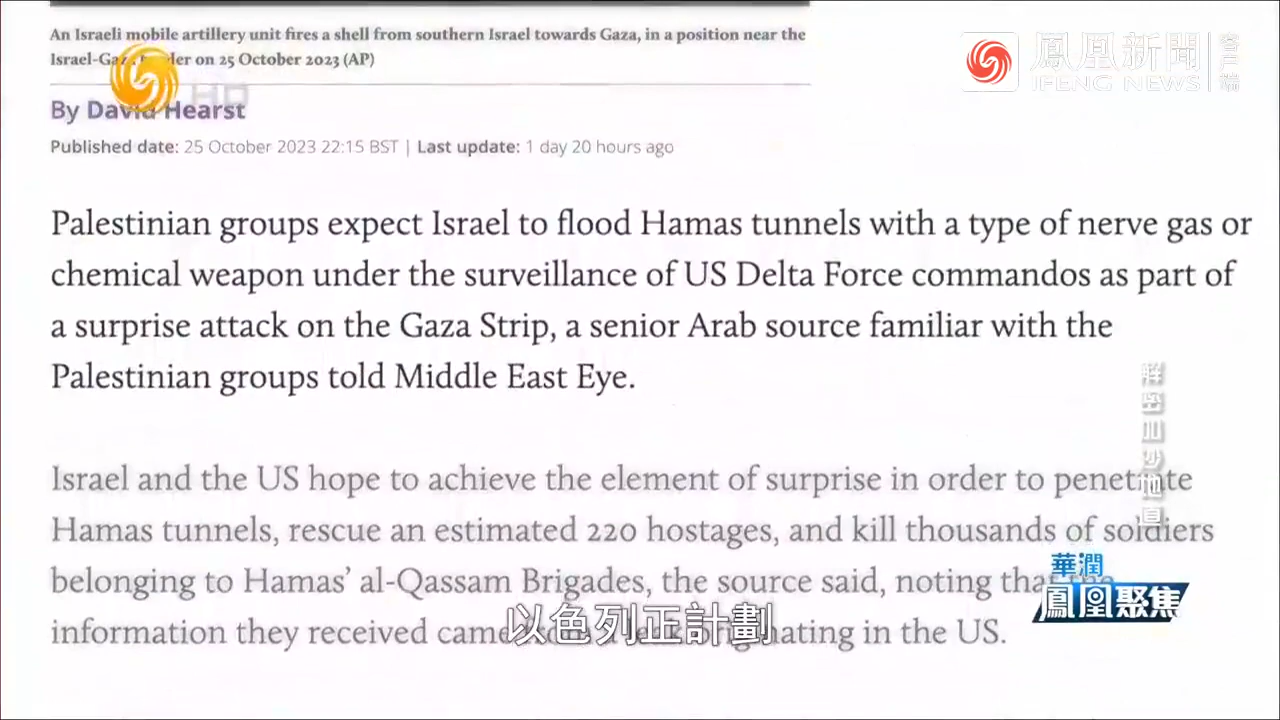 An Israeli mobile artillery unit fires a shell from southern Israel towards Gaza, in a position near the
Israel-Gaza border on 25 October 2023 (AP)
HD
鳳凰新聞
客戶端
IFENG NEWS
By David Hearst
Published date: 25 October 2023 22:15 BST | Last update: 1 day 20 hours ago
Palestinian groups expect Israel to flood Hamas tunnels with a type of nerve gas or
chemical weapon under the surveillance of US Delta Force commandos as part of
a surprise attack on the Gaza Strip, a senior Arab source familiar with the
Palestinian groups told Middle East Eye.
Israel and the US hope to achieve the element of surprise in order to penetrate
Hamas tunnels, rescue an estimated 220 hostages, and kill thousands of soldiers
belonging to Hamas' al-Qassam Brigades, the source said, noting that the
information they received came originating in the US.
解密加沙地道
華潤
鳳凰聚焦
以色列正計劃